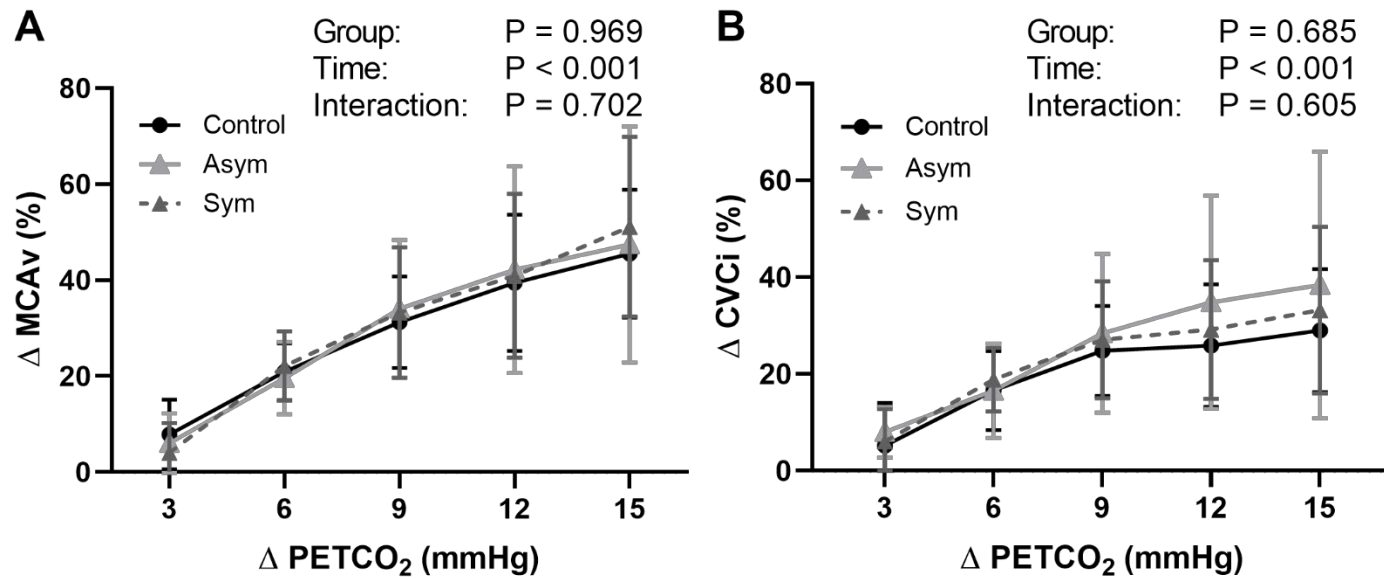 A
Group: P = 0.969
Time: P < 0.001
Interaction: P = 0.702
Control
Asym
Sym
Δ MCAv (%)
80
60
40
20
0
3 6 9 12 15
Δ PETCO₂ (mmHg)
B
Group: P = 0.685
Time: P < 0.001
Interaction: P = 0.605
Control
Asym
Sym
Δ CVCi (%)
80
60
40
20
0
3 6 9 12 15
Δ PETCO₂ (mmHg)